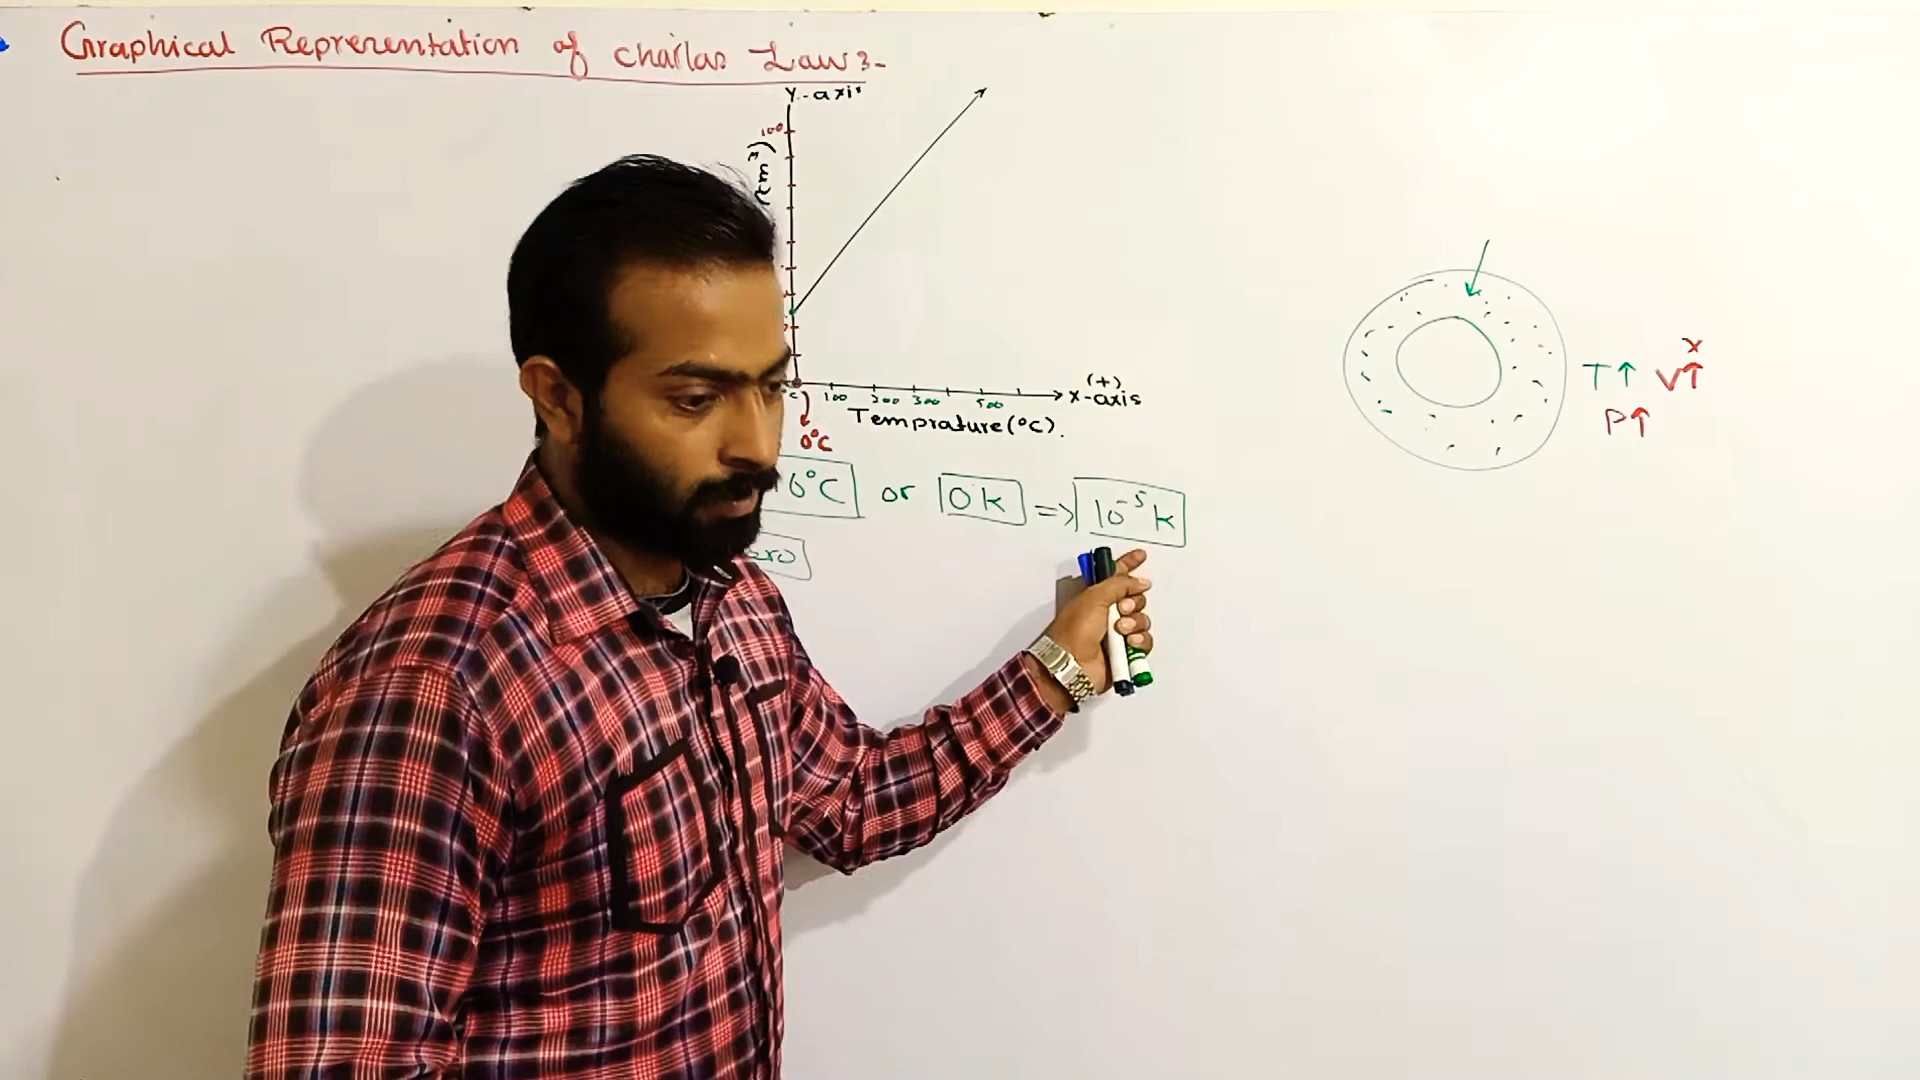 Graphical Reprerentation of Charlas Law :-
Y-axis
100
(cm³)
(+)
x-axis
100 200 300 500
Temprature (°C).
0°C
0°C or 0 k => 10⁻⁵ k
T↑ V↑ x
P↑